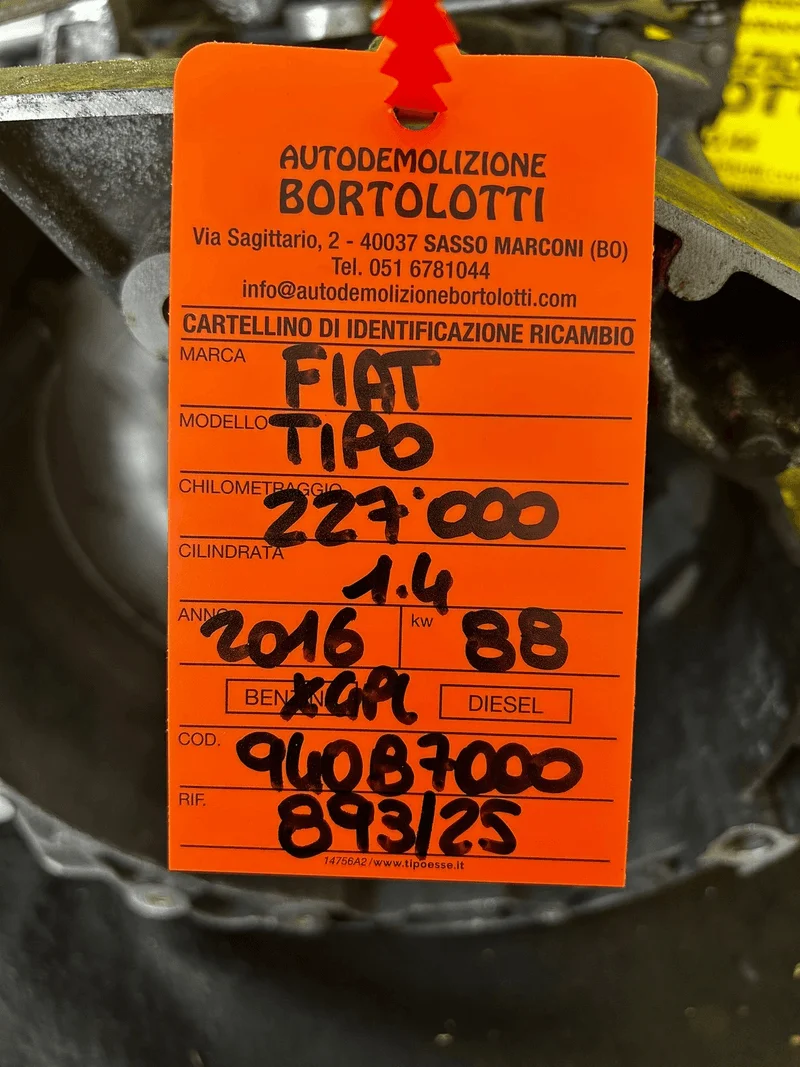 AUTODEMOLIZIONE
BORTOLOTTI
Via Sagittario, 2 - 40037 SASSO MARCONI (BO)
Tel. 051 6781044
info@autodemolizionebortolotti.com
CARTELLINO DI IDENTIFICAZIONE RICAMBIO
MARCA FIAT
MODELLO TIPO
CHILOMETRAGGIO 227'000
CILINDRATA 1.4
ANNO 2016 kw 88
BENZINA X GPL DIESEL
COD. 940B7000
RIF. 893/25
14756A2/www.tipoesse.it